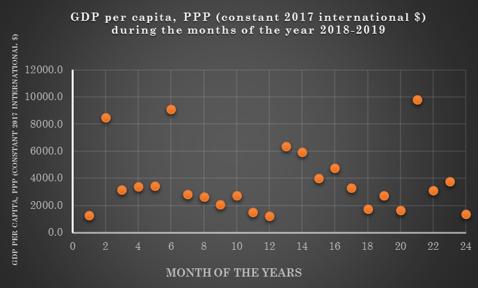 GDP per capita, PPP (constant 2017 international $)
during the months of the year 2018-2019
GDP PER CAPITA, PPP (CONSTANT 2017 INTERNATIONAL $)
12000.0
10000.0
8000.0
6000.0
4000.0
2000.0
0.0
0 2 4 6 8 10 12 14 16 18 20 22 24
MONTH OF THE YEARS